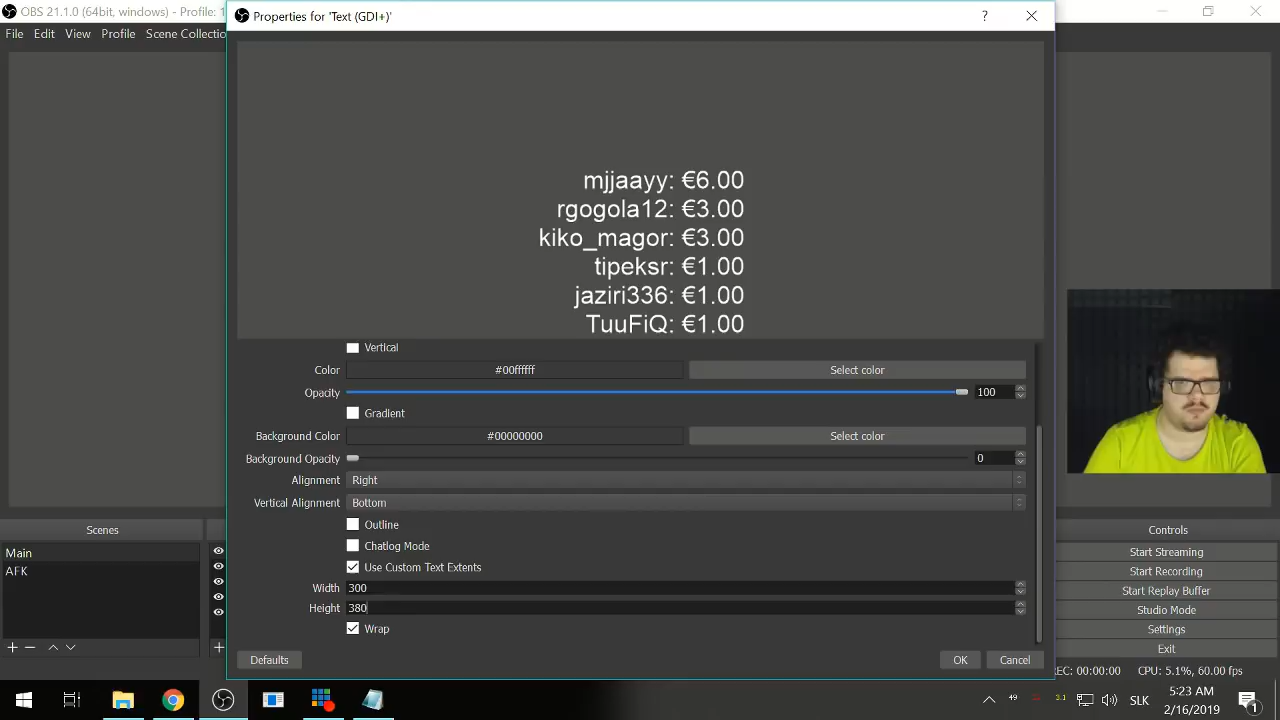 OBS 21.1.0 (64bit, windows) - Profile: 1
File Edit View Profile Scene Collectio
Properties for 'Text (GDI+)'
?
mjjaayy: €6.00
rgogola12: €3.00
kiko_magor: €3.00
tipeksr: €1.00
jaziri336: €1.00
TuuFiQ: €1.00
Vertical
Color #00ffffff Select color
Opacity 100
Gradient
Background Color #00000000 Select color
Background Opacity 0
Alignment Right
Vertical Alignment Bottom
Outline
Chatlog Mode
Use Custom Text Extents
Width 300
Height 380
Wrap
Defaults OK Cancel
Scenes
Main
AFK
Controls
Start Streaming
Start Recording
Start Replay Buffer
Studio Mode
Settings
Exit
EC: 00:00:00 CPU: 5.1%, 60.00 fps
49 3.1 SLK 5:23 AM
2/16/2019
1